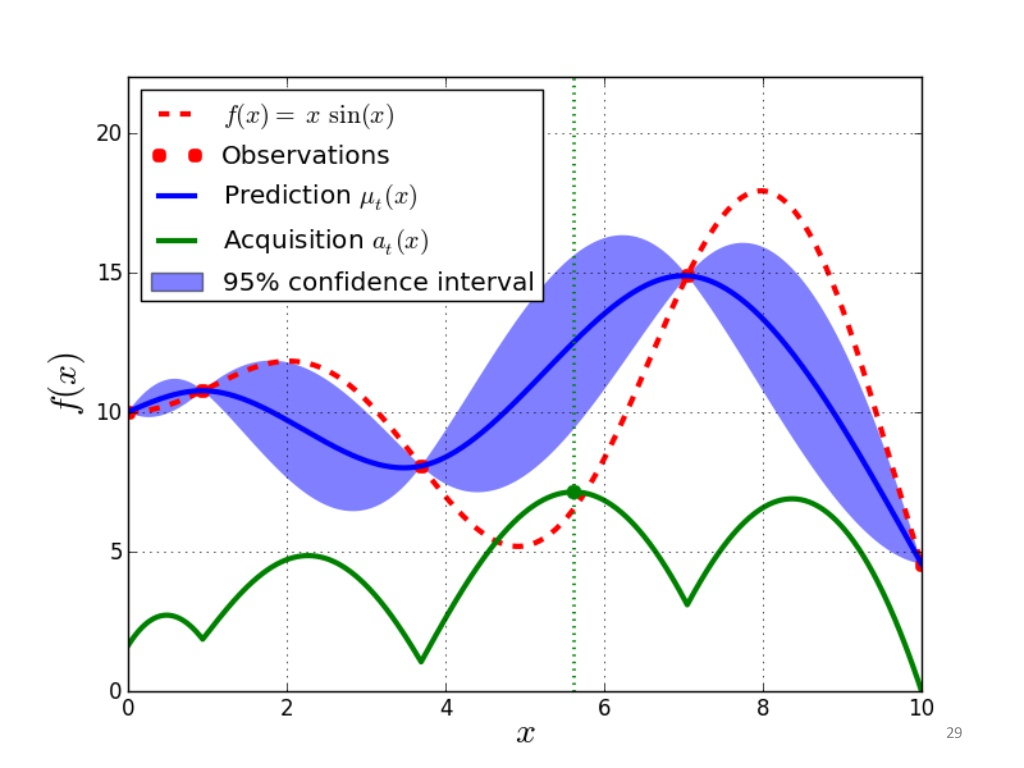 f(x) = x sin(x)
Observations
Prediction μₜ(x)
Acquisition aₜ(x)
95% confidence interval
20
15
10
5
0
f(x)
0 2 4 6 8 10
x
29